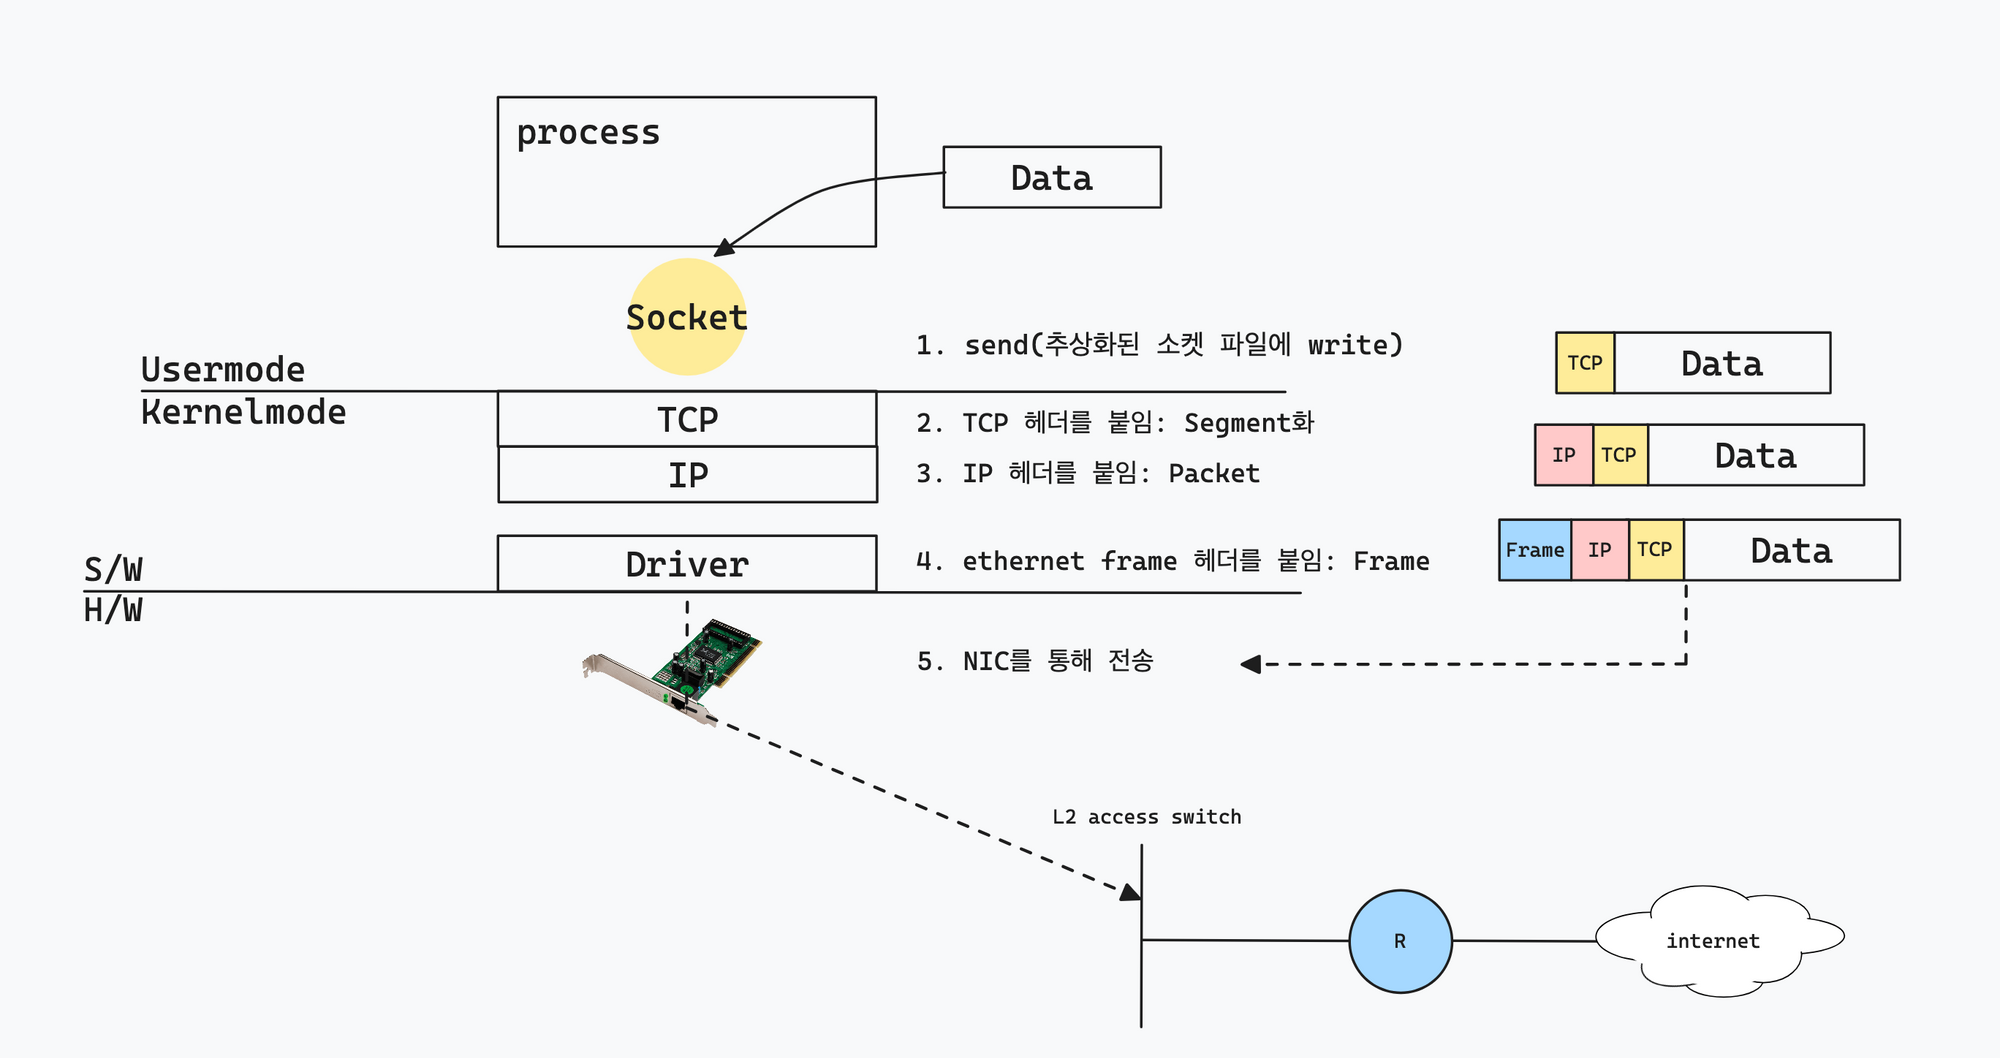 process
Data
Socket
1. send(추상화된 소켓 파일에 write)
TCP Data
Usermode
Kernelmode
TCP
2. TCP 헤더를 붙임: Segment화
IP TCP Data
IP
3. IP 헤더를 붙임: Packet
Driver
4. ethernet frame 헤더를 붙임: Frame
Frame IP TCP Data
S/W
H/W
5. NIC를 통해 전송
L2 access switch
R
internet